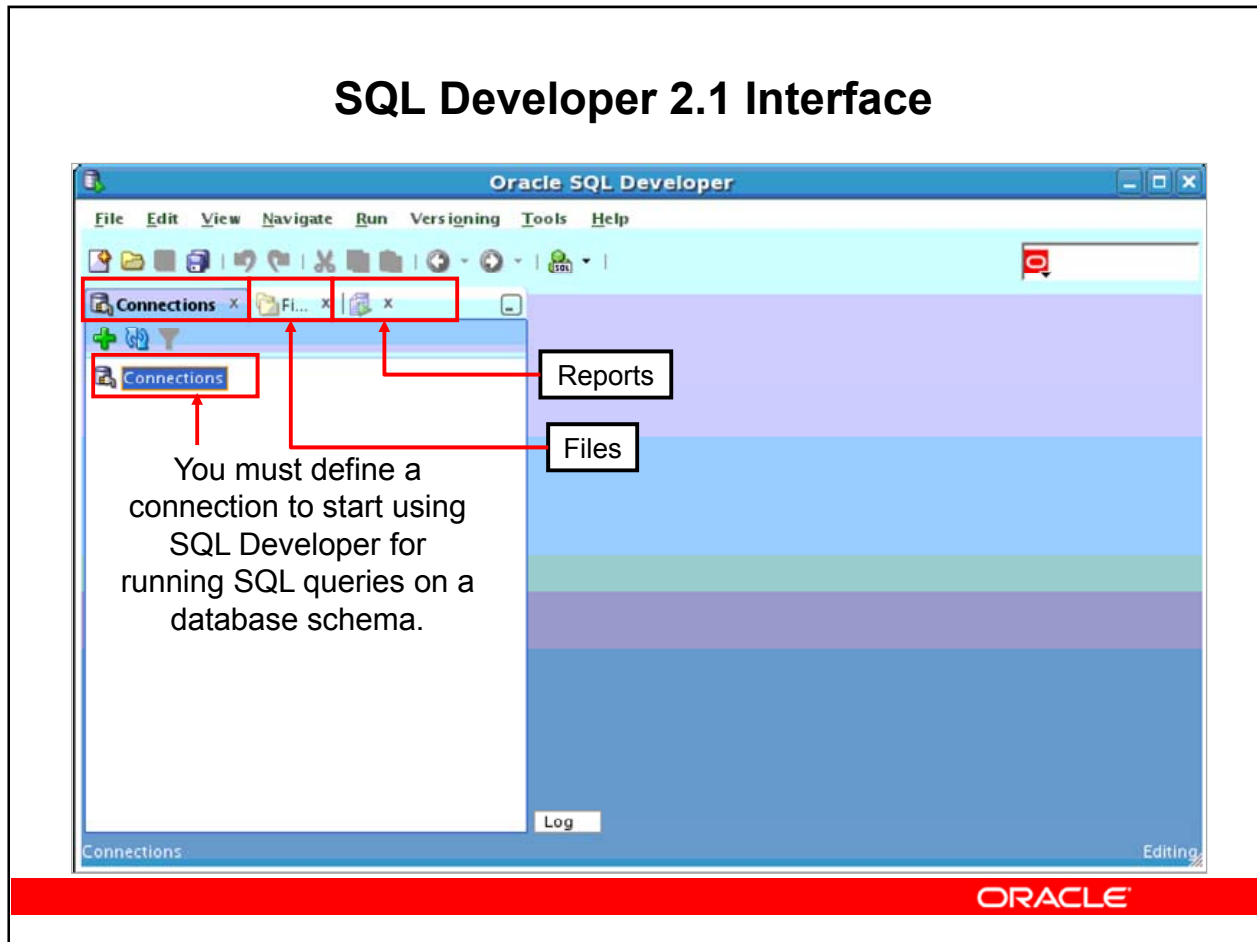 SQL Developer 2.1 Interface
Oracle SQL Developer
File Edit View Navigate Run Versioning Tools Help
SQL
Connections x Fi... x x
Connections
Reports
Files
You must define a
connection to start using
SQL Developer for
running SQL queries on a
database schema.
Log
Connections Editing
ORACLE